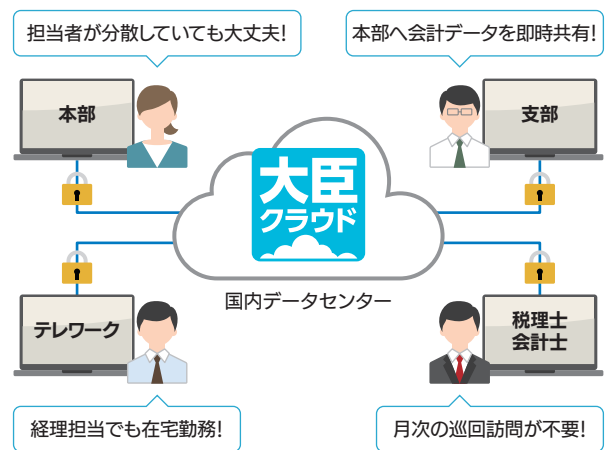 担当者が分散していても大丈夫!
本部へ会計データを即時共有!
本部
支部
大臣
クラウド
国内データセンター
テレワーク
税理士
会計士
経理担当でも在宅勤務!
月次の巡回訪問が不要!